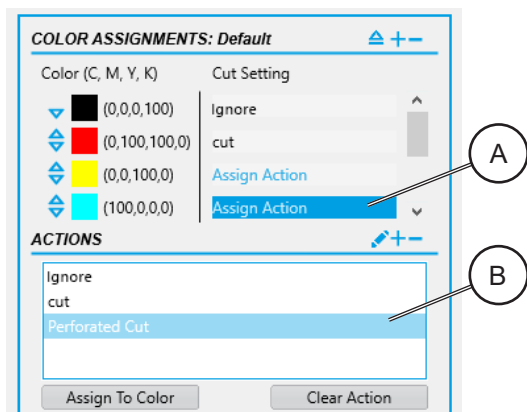 COLOR ASSIGNMENTS: Default
Color (C, M, Y, K) Cut Setting
(0,0,0,100) Ignore
(0,100,100,0) cut
(0,0,100,0) Assign Action
(100,0,0,0) Assign Action
A
ACTIONS
Ignore
cut
Perforated Cut
B
Assign To Color Clear Action